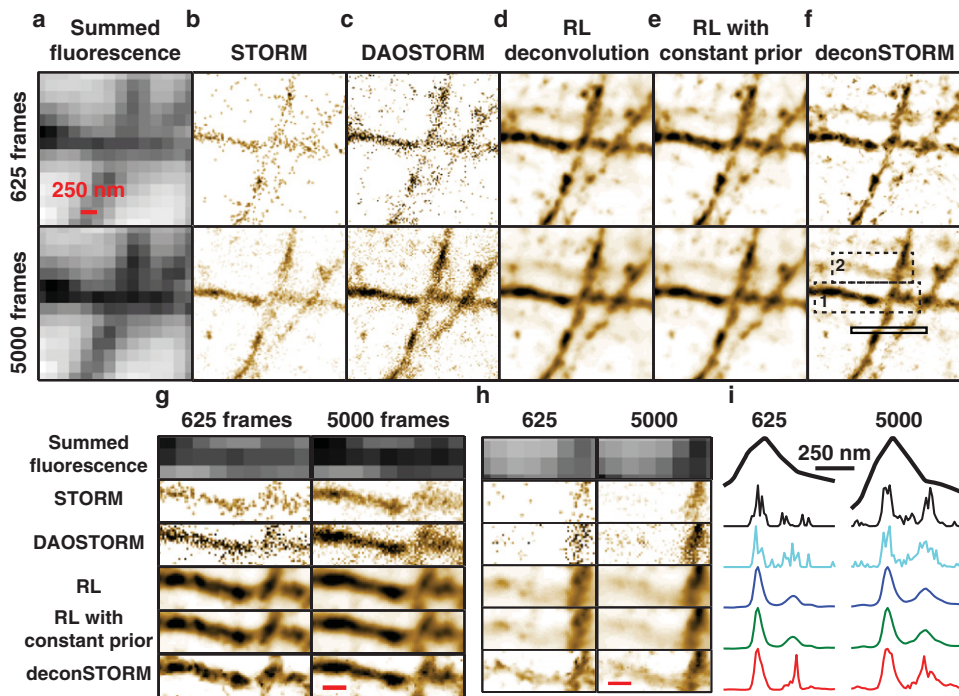 a
Summed
fluorescence
b
STORM
c
DAOSTORM
d
RL
deconvolution
e
RL with
constant prior
f
deconSTORM
625 frames
250 nm
5000 frames
2
1
g
625 frames
5000 frames
h
625
5000
i
625
5000
250 nm
Summed
fluorescence
STORM
DAOSTORM
RL
RL with
constant prior
deconSTORM